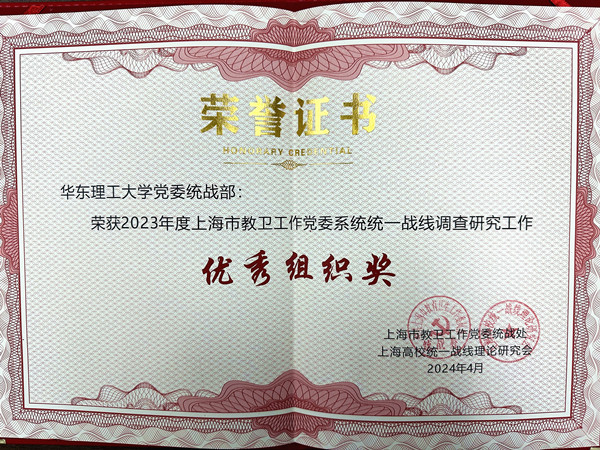 荣誉证书
HONORARY CREDENTIAL
华东理工大学党委统战部：
荣获2023年度上海市教卫工作党委系统统一战线调查研究工作
优秀组织奖
上海市教卫工作党委统战处
上海高校统一战线理论研究会
2024年4月